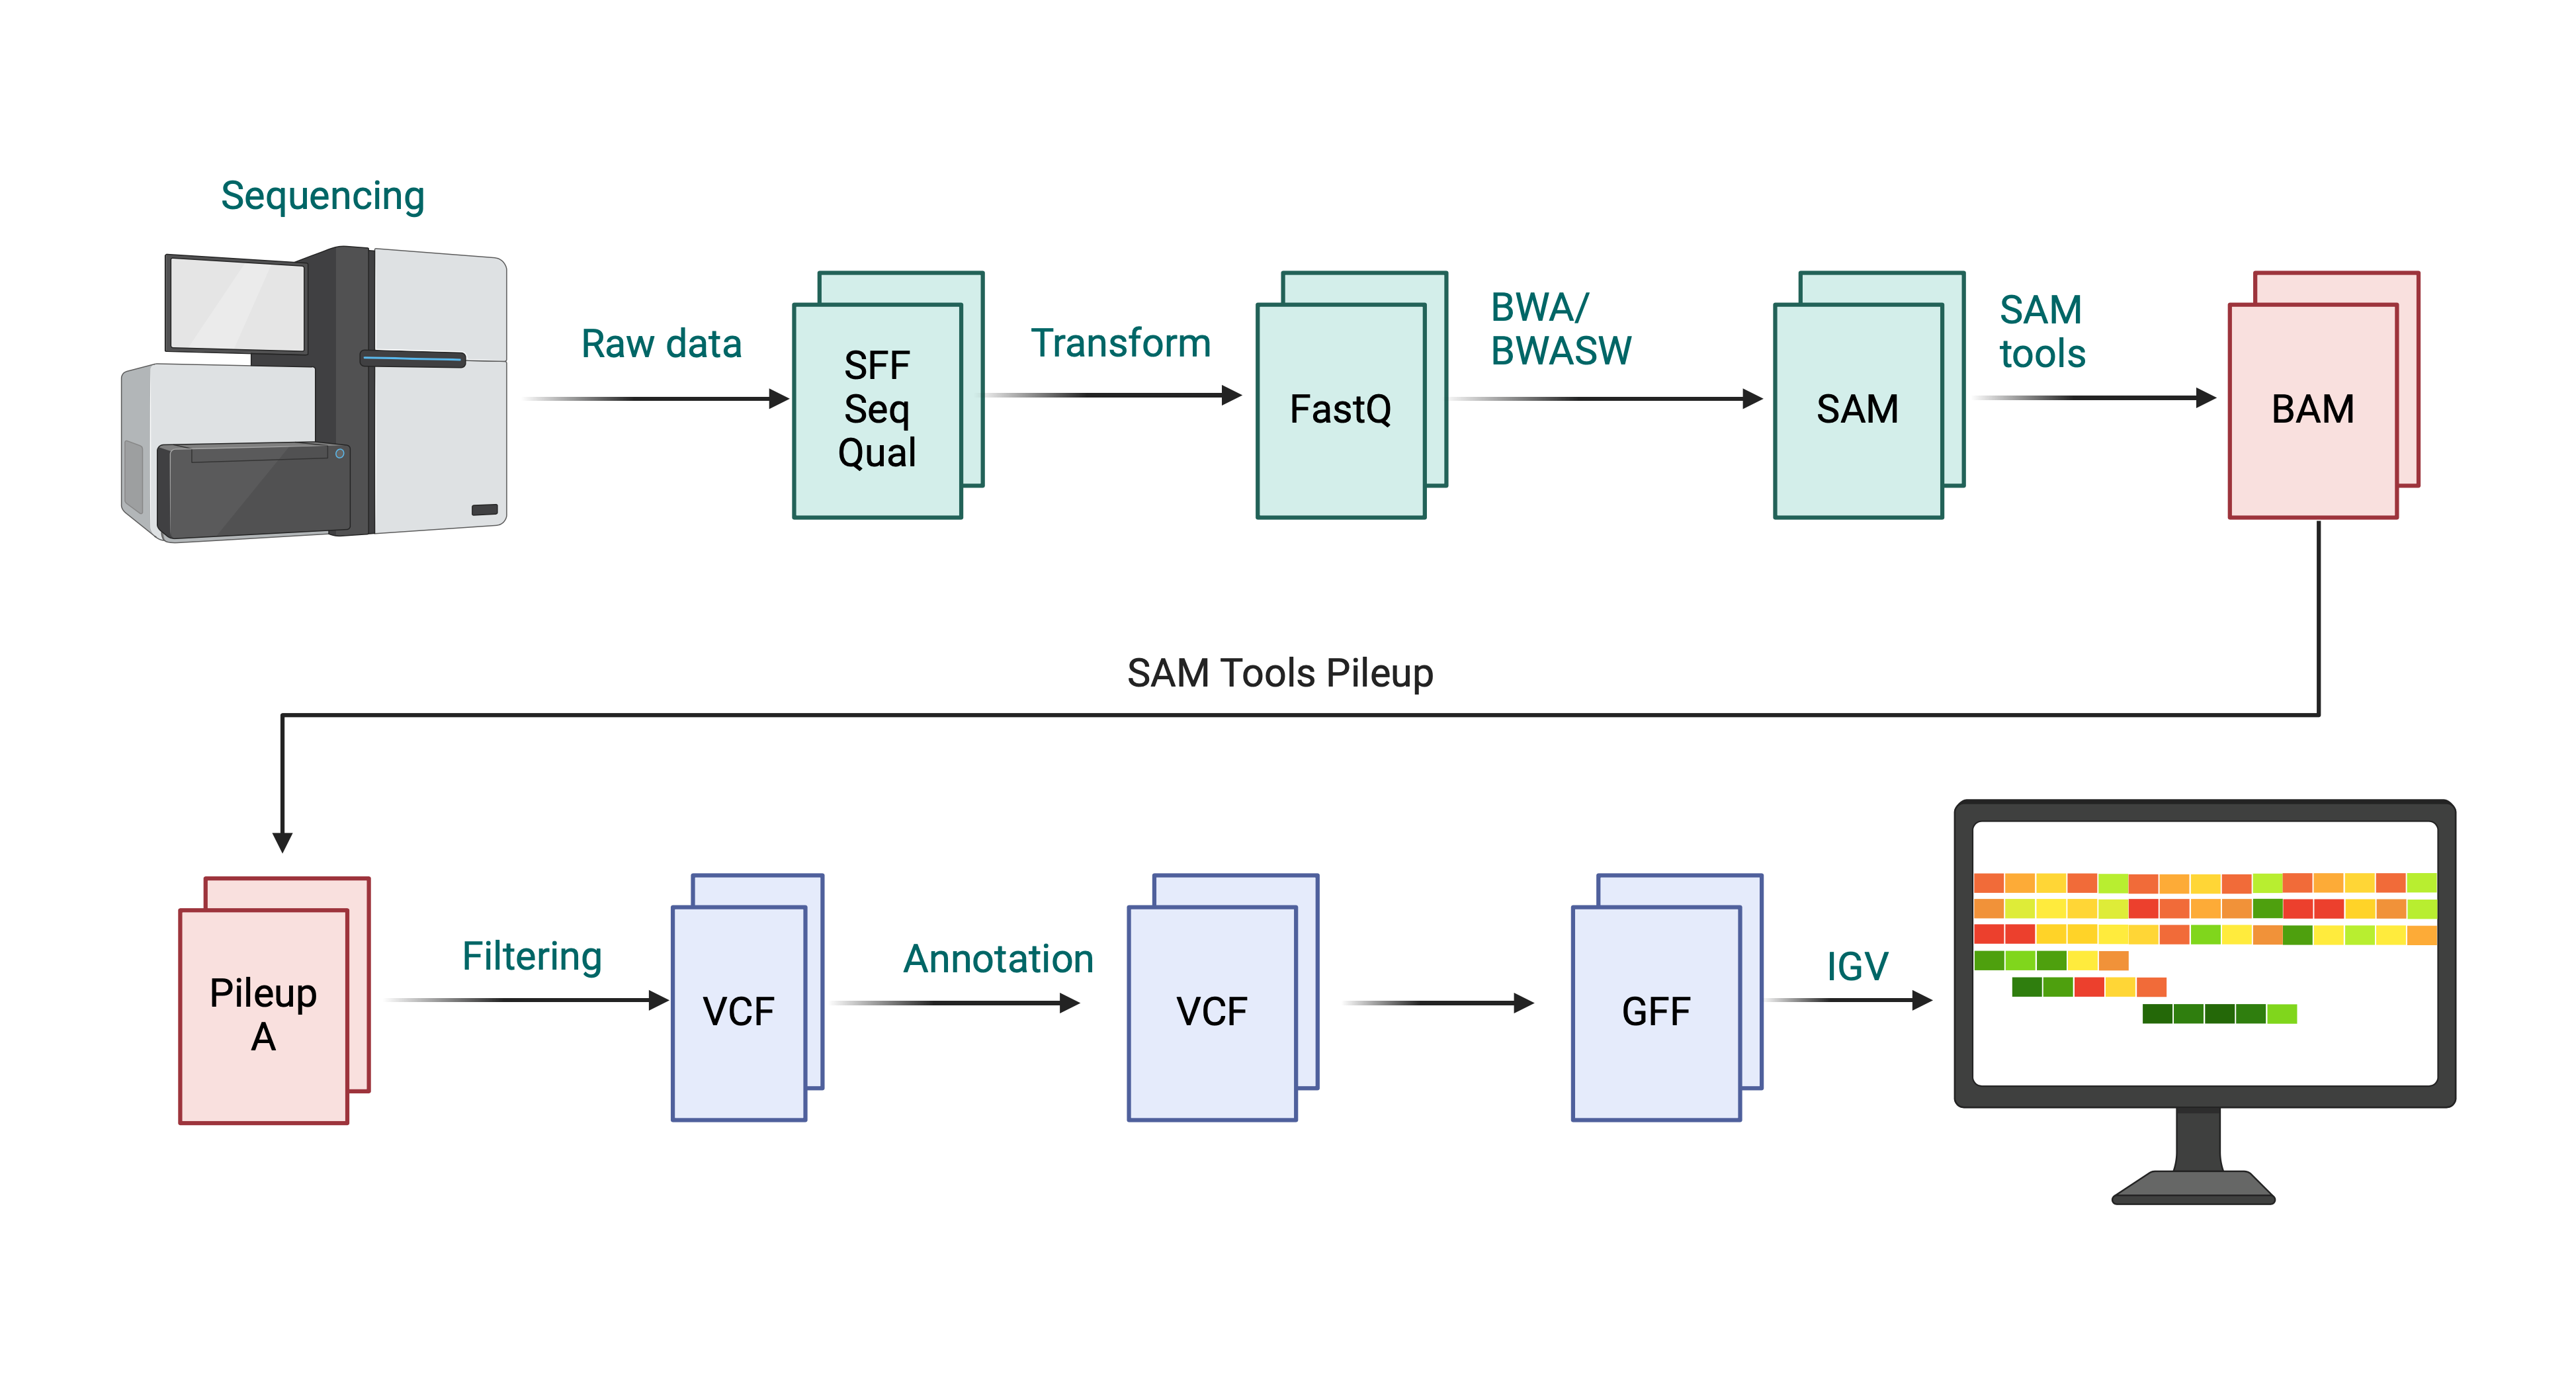 Sequencing
Raw data
SFF
Seq
Qual
Transform
FastQ
BWA/
BWASW
SAM
SAM
tools
BAM
SAM Tools Pileup
Pileup
A
Filtering
VCF
Annotation
VCF
GFF
IGV